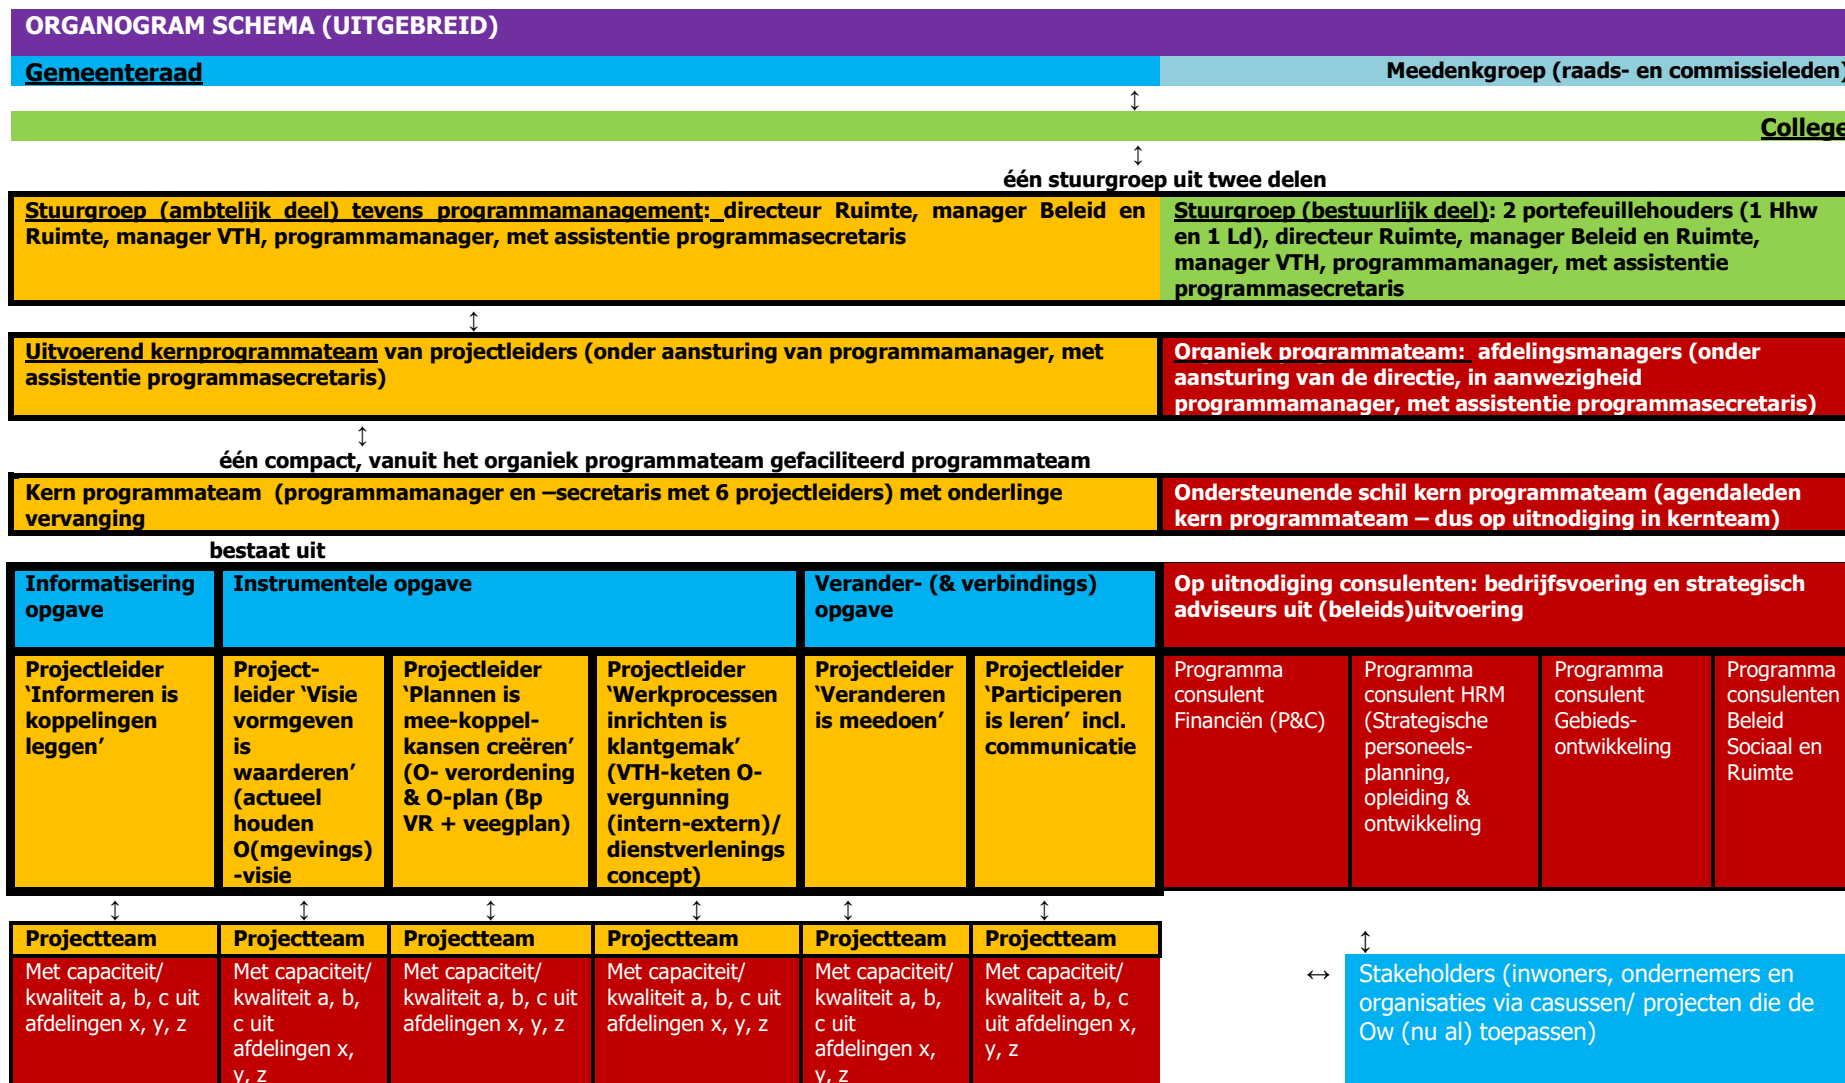 ORGANOGRAM SCHEMA (UITGEBREID)
Gemeenteraad
Meedenkgroep (raads- en commissieleden)
↕
College
↕
één stuurgroep uit twee delen
Stuurgroep (ambtelijk deel) tevens programmamanagement: directeur Ruimte, manager Beleid en
Ruimte, manager VTH, programmamanager, met assistentie programmasecretaris
Stuurgroep (bestuurlijk deel): 2 portefeuillehouders (1 Hhw
en 1 Ld), directeur Ruimte, manager Beleid en Ruimte,
manager VTH, programmamanager, met assistentie
programmasecretaris
↕
Uitvoerend kernprogrammateam van projectleiders (onder aansturing van programmamanager, met
assistentie programmasecretaris)
Organiek programmateam: afdelingsmanagers (onder
aansturing van de directie, in aanwezigheid
programmamanager, met assistentie programmasecretaris)
↕
één compact, vanuit het organiek programmateam gefaciliteerd programmateam
Kern programmateam (programmamanager en –secretaris met 6 projectleiders) met onderlinge
vervanging
Ondersteunende schil kern programmateam (agendaleden
kern programmateam – dus op uitnodiging in kernteam)
bestaat uit
Informatisering
opgave
Instrumentele opgave
Verander- (& verbindings)
opgave
Op uitnodiging consulenten: bedrijfsvoering en strategisch
adviseurs uit (beleids)uitvoering
Projectleider
‘Informeren is
koppelingen
leggen’
Project-
leider ‘Visie
vormgeven
is
waarderen’
(actueel
houden
O(mgevings)
-visie
Projectleider
‘Plannen is
mee-koppel-
kansen creëren’
(O- verordening
& O-plan (Bp
VR + veegplan)
Projectleider
‘Werkprocessen
inrichten is
klantgemak’
(VTH-keten O-
vergunning
(intern-extern)/
dienstverlenings
concept)
Projectleider
‘Veranderen
is meedoen’
Projectleider
‘Participeren
is leren’ incl.
communicatie
Programma
consulent
Financiën (P&C)
Programma
consulent HRM
(Strategische
personeels-
planning,
opleiding &
ontwikkeling
Programma
consulent
Gebieds-
ontwikkeling
Programma
consulenten
Beleid
Sociaal en
Ruimte
↕ ↕ ↕ ↕ ↕ ↕
Projectteam
Projectteam
Projectteam
Projectteam
Projectteam
Projectteam
Met capaciteit/
kwaliteit a, b, c uit
afdelingen x, y, z
Met capaciteit/
kwaliteit a, b,
c uit
afdelingen x,
y, z
Met capaciteit/
kwaliteit a, b, c uit
afdelingen x, y, z
Met capaciteit/
kwaliteit a, b, c uit
afdelingen x, y, z
Met capaciteit/
kwaliteit a, b,
c uit
afdelingen x,
y, z
Met capaciteit/
kwaliteit a, b, c
uit afdelingen x,
y, z
↕
↔
Stakeholders (inwoners, ondernemers en
organisaties via casussen/ projecten die de
Ow (nu al) toepassen)